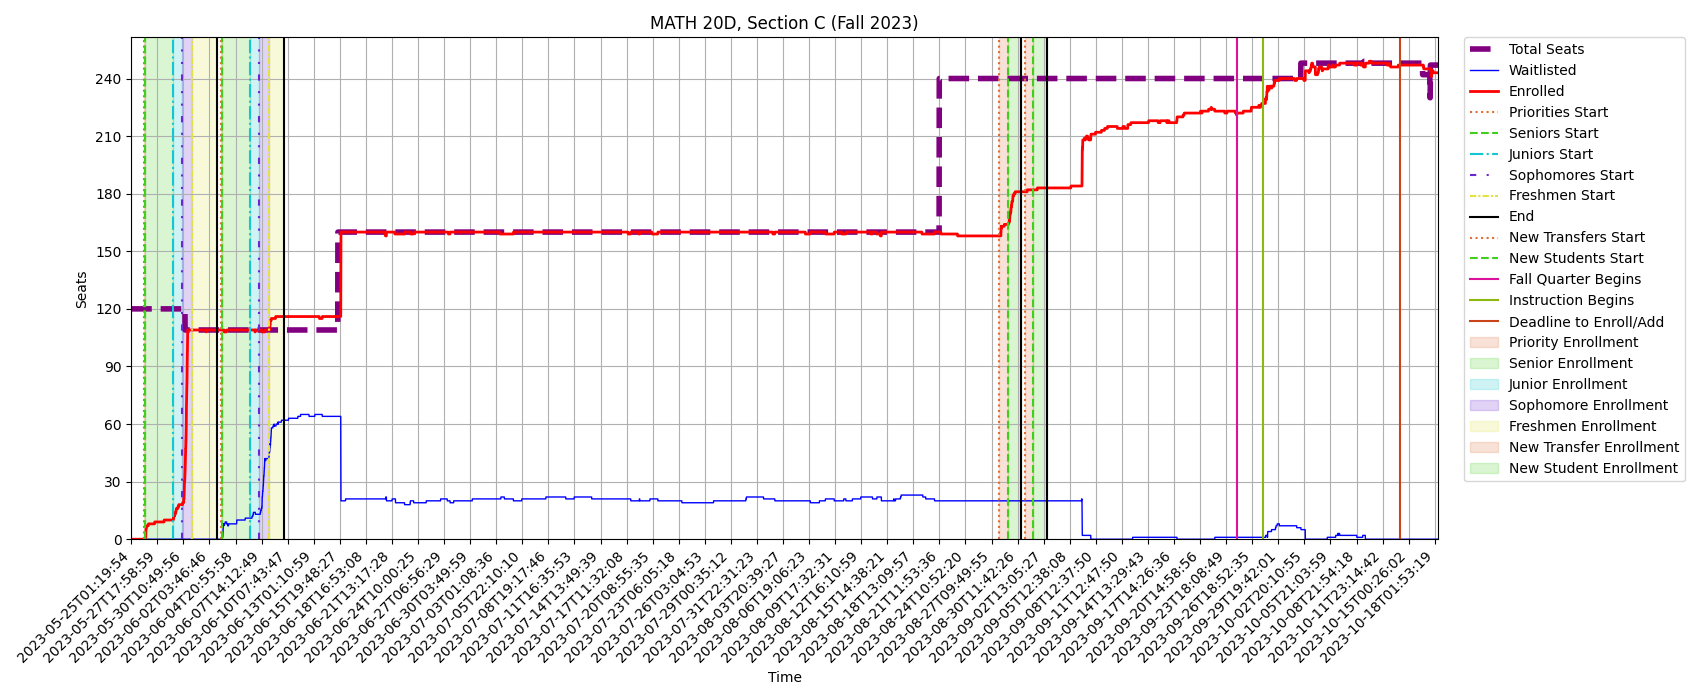 MATH 20D, Section C (Fall 2023)
Seats
240
210
180
150
120
90
60
30
0
2023-05-25T01:19:54
2023-05-27T17:58:59
2023-05-30T10:49:56
2023-06-02T03:46:46
2023-06-04T20:55:58
2023-06-07T14:12:49
2023-06-10T07:43:47
2023-06-13T01:10:59
2023-06-15T19:48:27
2023-06-18T16:53:08
2023-06-21T13:17:28
2023-06-24T10:00:25
2023-06-27T06:56:29
2023-06-30T03:49:59
2023-07-03T01:08:36
2023-07-05T22:10:10
2023-07-08T19:17:46
2023-07-11T16:35:53
2023-07-14T13:49:39
2023-07-17T11:32:08
2023-07-20T08:55:35
2023-07-23T06:05:18
2023-07-26T03:04:53
2023-07-29T00:35:12
2023-07-31T22:31:23
2023-08-03T20:39:27
2023-08-06T19:06:23
2023-08-09T17:32:31
2023-08-12T16:10:59
2023-08-15T14:38:21
2023-08-18T13:09:57
2023-08-21T11:53:36
2023-08-24T10:52:20
2023-08-27T09:49:55
2023-08-30T11:42:26
2023-09-02T13:05:27
2023-09-05T12:38:08
2023-09-08T12:37:50
2023-09-11T12:47:50
2023-09-14T13:29:43
2023-09-17T14:26:36
2023-09-20T14:58:56
2023-09-23T18:08:49
2023-09-26T18:52:35
2023-09-29T19:42:01
2023-10-02T20:10:55
2023-10-05T21:03:59
2023-10-08T21:54:18
2023-10-11T23:14:42
2023-10-15T00:26:02
2023-10-18T01:53:19
Time
Total Seats
Waitlisted
Enrolled
Priorities Start
Seniors Start
Juniors Start
Sophomores Start
Freshmen Start
End
New Transfers Start
New Students Start
Fall Quarter Begins
Instruction Begins
Deadline to Enroll/Add
Priority Enrollment
Senior Enrollment
Junior Enrollment
Sophomore Enrollment
Freshmen Enrollment
New Transfer Enrollment
New Student Enrollment